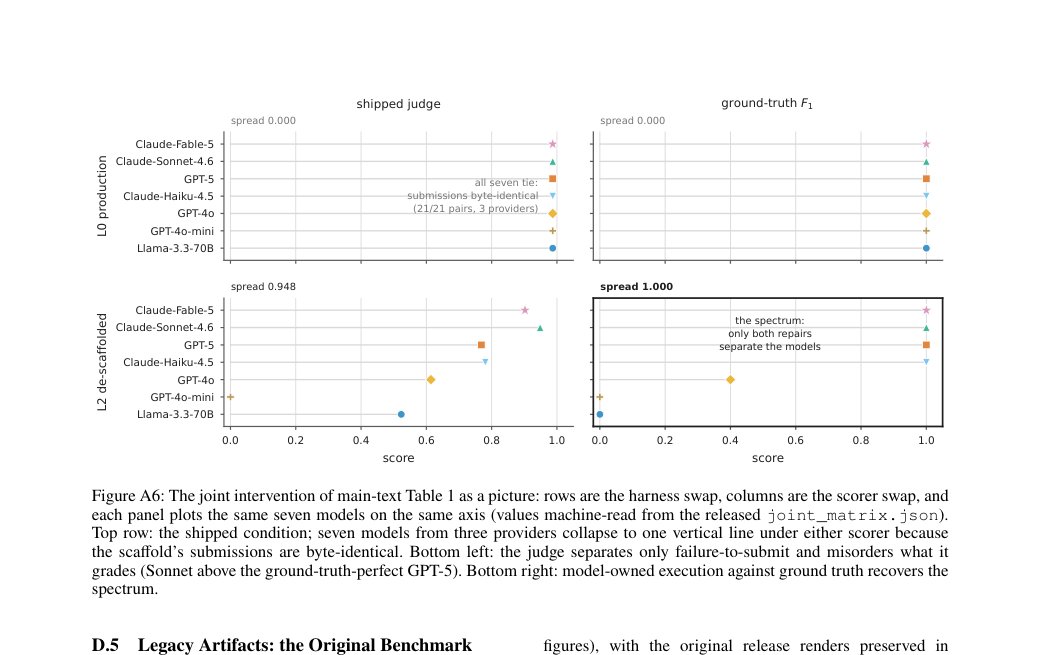 shipped judge
ground-truth F1
spread 0.000
spread 0.000
L0 production
Claude-Fable-5
Claude-Sonnet-4.6
GPT-5
Claude-Haiku-4.5
GPT-4o
GPT-4o-mini
Llama-3.3-70B
all seven tie:
submissions byte-identical
(21/21 pairs, 3 providers)
spread 0.948
spread 1.000
L2 de-scaffolded
Claude-Fable-5
Claude-Sonnet-4.6
GPT-5
Claude-Haiku-4.5
GPT-4o
GPT-4o-mini
Llama-3.3-70B
the spectrum:
only both repairs
separate the models
0.0 0.2 0.4 0.6 0.8 1.0
0.0 0.2 0.4 0.6 0.8 1.0
score
score
Figure A6: The joint intervention of main-text Table 1 as a picture: rows are the harness swap, columns are the scorer swap, and
each panel plots the same seven models on the same axis (values machine-read from the released joint_matrix.json).
Top row: the shipped condition; seven models from three providers collapse to one vertical line under either scorer because
the scaffold's submissions are byte-identical. Bottom left: the judge separates only failure-to-submit and misorders what it
grades (Sonnet above the ground-truth-perfect GPT-5). Bottom right: model-owned execution against ground truth recovers the
spectrum.
D.5 Legacy Artifacts: the Original Benchmark
figures), with the original release renders preserved in